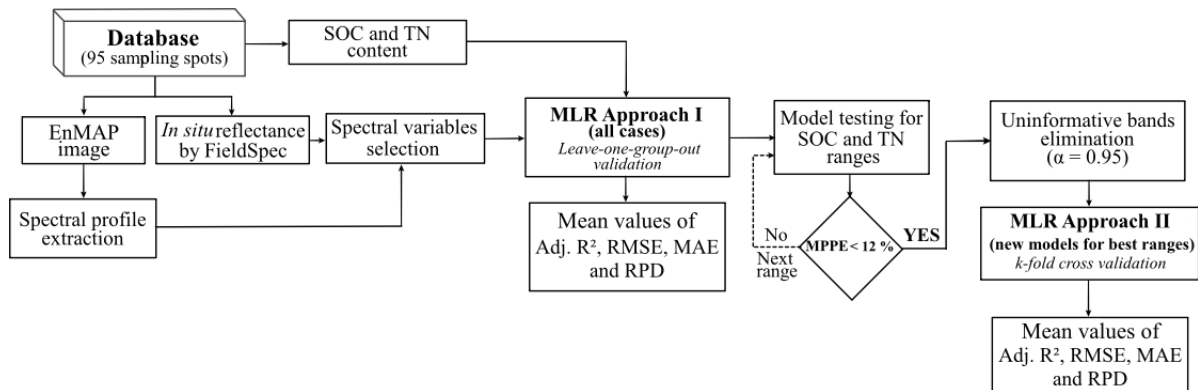 Database
(95 sampling spots)
SOC and TN
content
EnMAP
image
In situ reflectance
by FieldSpec
Spectral variables
selection
Spectral profile
extraction
MLR Approach I
(all cases)
Leave-one-group-out
validation
Mean values of
Adj. R², RMSE, MAE
and RPD
Model testing for
SOC and TN
ranges
MPPE < 12 %
No
Next
range
YES
Uninformative bands
elimination
(α = 0.95)
MLR Approach II
(new models for best ranges)
k-fold cross validation
Mean values of
Adj. R², RMSE, MAE
and RPD